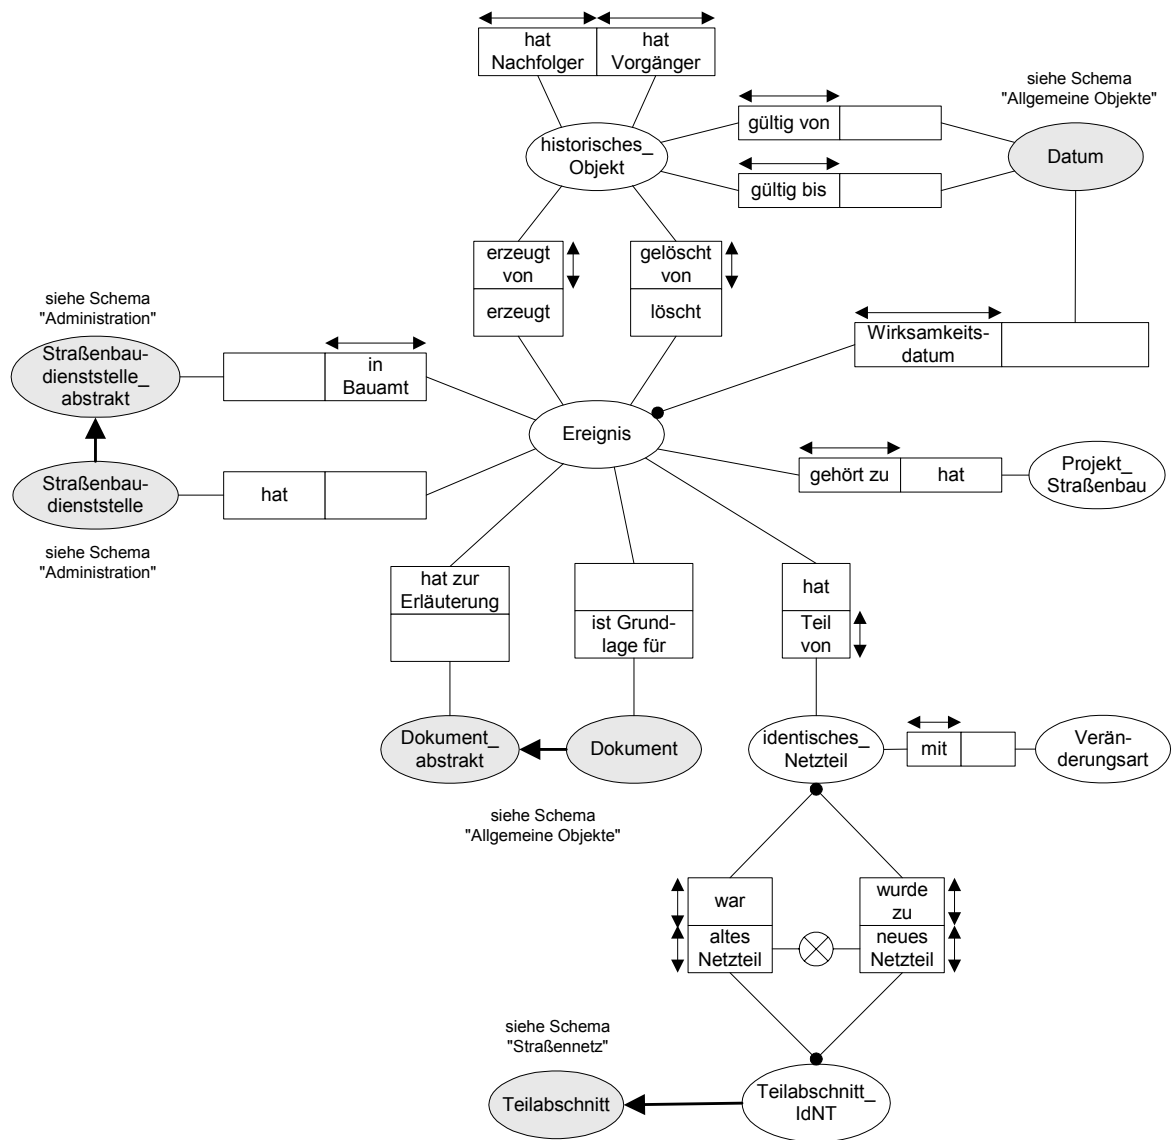 hat
Nachfolger
hat
Vorgänger
siehe Schema
"Allgemeine Objekte"
historisches_
Objekt
gültig von
gültig bis
Datum
erzeugt
von
erzeugt
gelöscht
von
löscht
siehe Schema
"Administration"
Straßenbau-
dienststelle_
abstrakt
in
Bauamt
Wirksamkeits-
datum
Ereignis
Straßenbau-
dienststelle
hat
gehört zu
hat
Projekt_
Straßenbau
siehe Schema
"Administration"
hat zur
Erläuterung
ist Grund-
lage für
hat
Teil
von
Dokument_
abstrakt
Dokument
identisches_
Netzteil
mit
Verän-
derungsart
siehe Schema
"Allgemeine Objekte"
war
altes
Netzteil
wurde
zu
neues
Netzteil
siehe Schema
"Straßennetz"
Teilabschnitt
Teilabschnitt_
IdNT